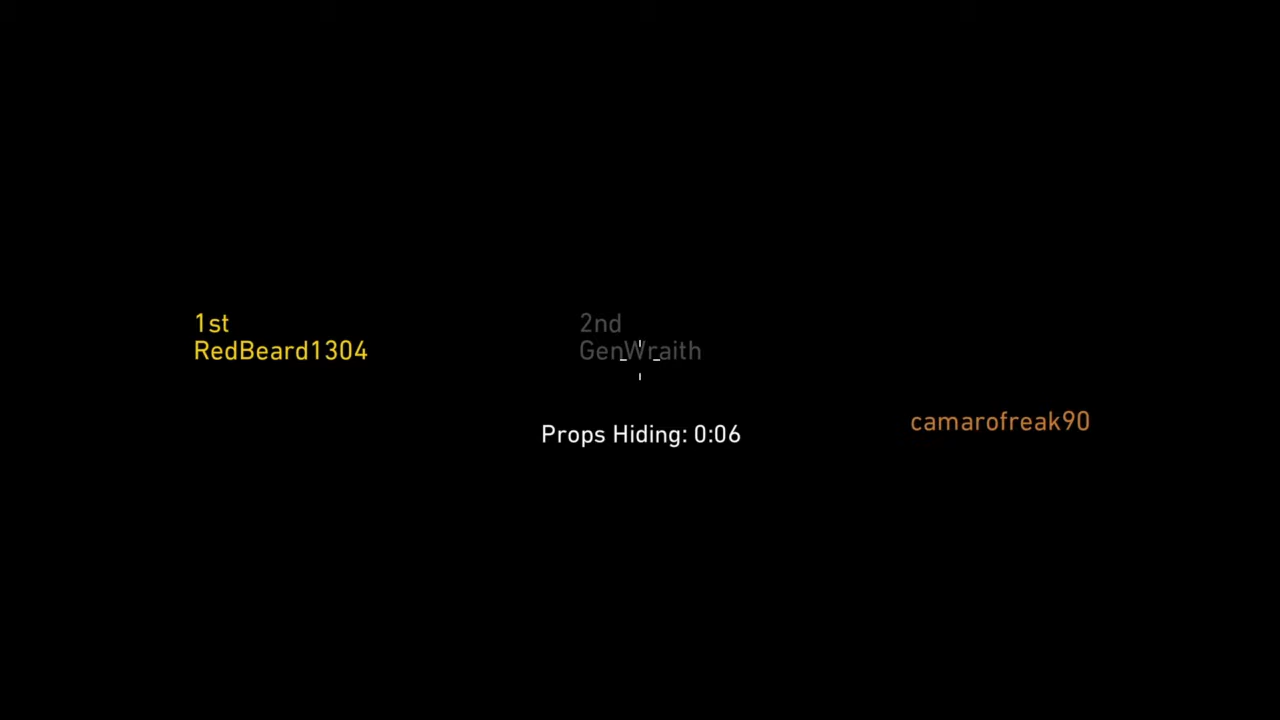 1st
RedBeard1304
2nd
GenWraith
camarofreak90
Props Hiding: 0:06